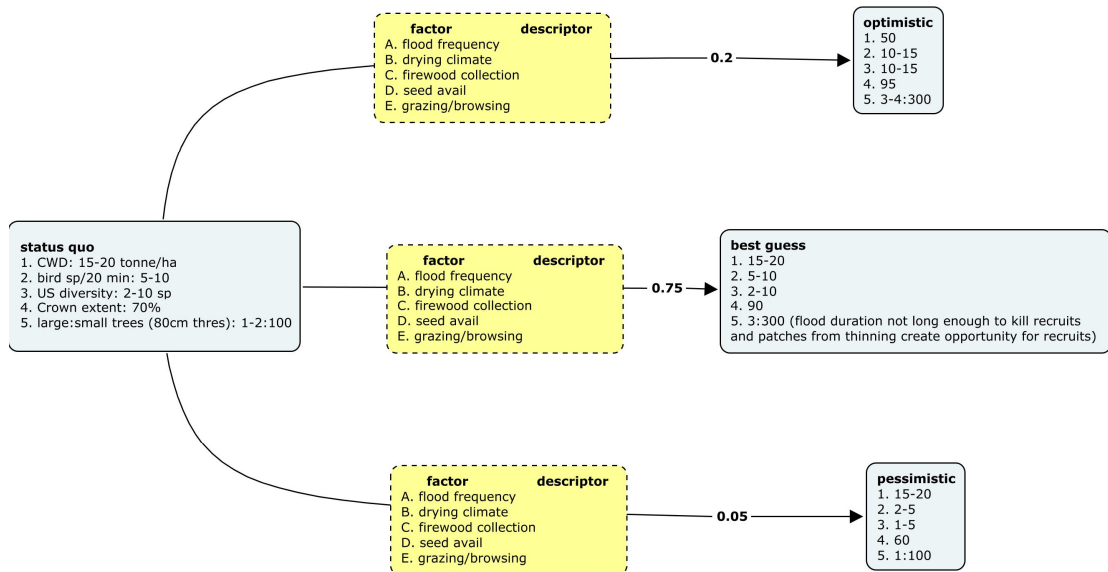 factor descriptor
A. flood frequency
B. drying climate
C. firewood collection
D. seed avail
E. grazing/browsing
0.2
optimistic
1. 50
2. 10-15
3. 10-15
4. 95
5. 3-4:300
status quo
1. CWD: 15-20 tonne/ha
2. bird sp/20 min: 5-10
3. US diversity: 2-10 sp
4. Crown extent: 70%
5. large:small trees (80cm thres): 1-2:100
factor descriptor
A. flood frequency
B. drying climate
C. firewood collection
D. seed avail
E. grazing/browsing
0.75
best guess
1. 15-20
2. 5-10
3. 2-10
4. 90
5. 3:300 (flood duration not long enough to kill recruits
and patches from thinning create opportunity for recruits)
factor descriptor
A. flood frequency
B. drying climate
C. firewood collection
D. seed avail
E. grazing/browsing
0.05
pessimistic
1. 15-20
2. 2-5
3. 1-5
4. 60
5. 1:100